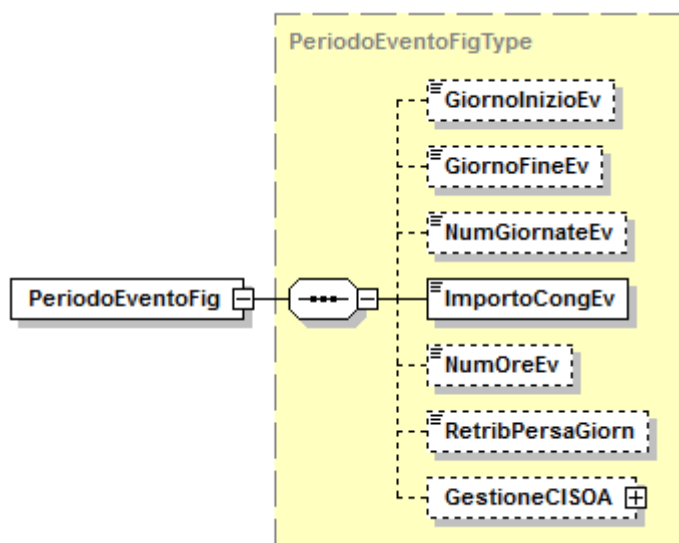 PeriodoEventoFigType
GiornoInizioEv
GiornoFineEv
NumGiornateEv
PeriodoEventoFig
ImportoCongEv
NumOreEv
RetribPersaGiorn
GestioneCISOA